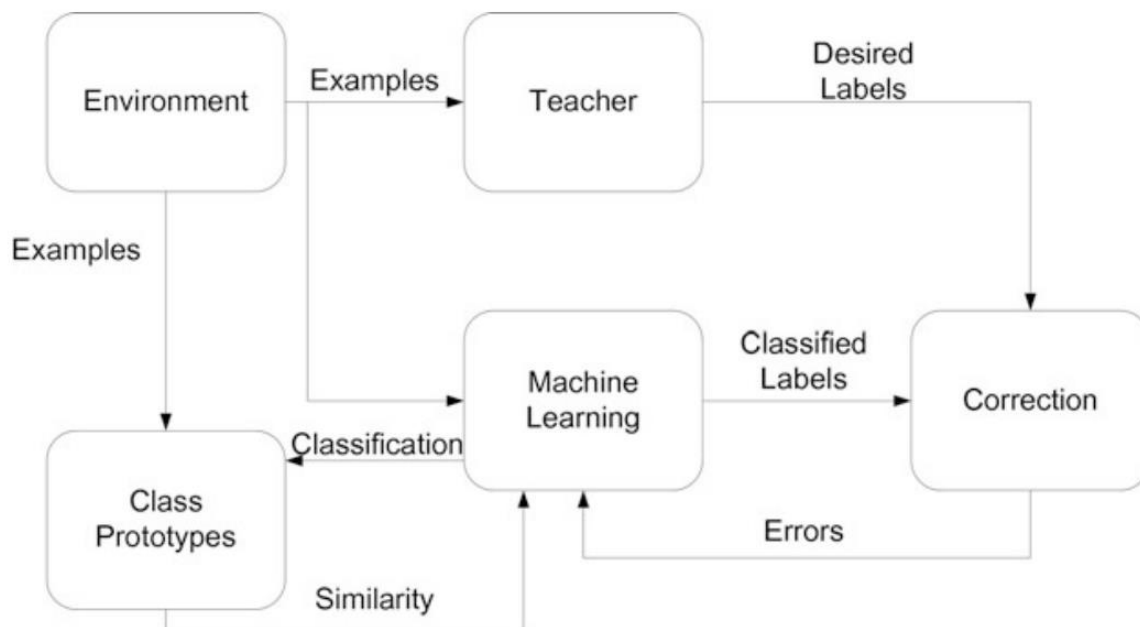 Environment
Examples
Teacher
Desired
Labels
Examples
Machine
Learning
Classified
Labels
Correction
Classification
Class
Prototypes
Errors
Similarity